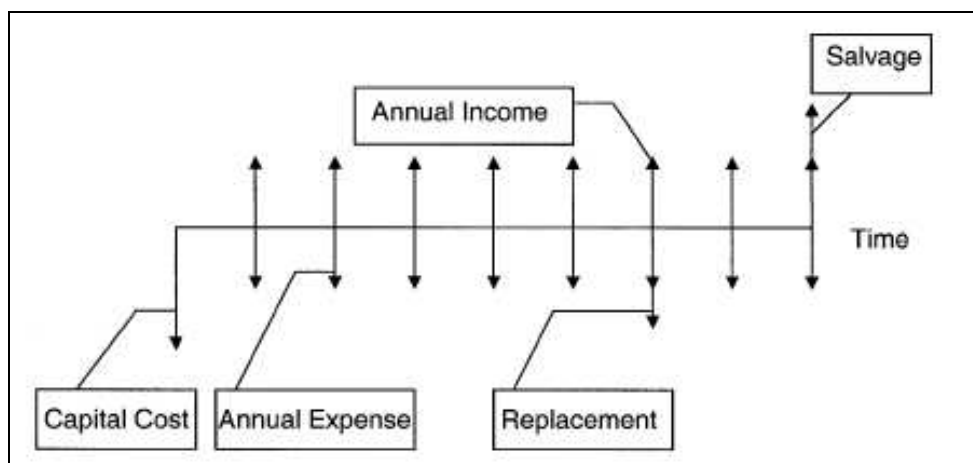 Salvage
Annual Income
Time
Capital Cost
Annual Expense
Replacement